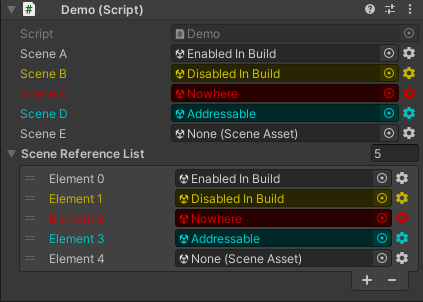 Demo (Script)
Script Demo
Scene A Enabled In Build
Scene B Disabled In Build
Scene C Nowhere
Scene D Addressable
Scene E None (Scene Asset)
Scene Reference List 5
Element 0 Enabled In Build
Element 1 Disabled In Build
Element 2 Nowhere
Element 3 Addressable
Element 4 None (Scene Asset)